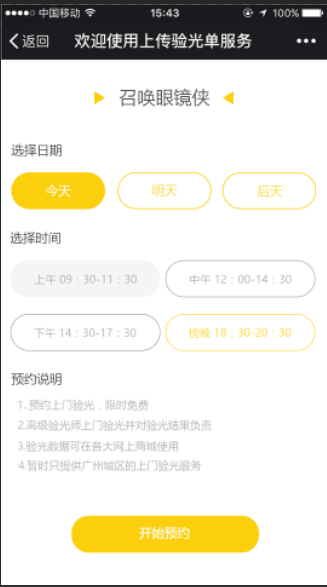 中国移动 15:43 100%
返回 欢迎使用上传验光单服务
召唤眼镜侠
选择日期
今天 明天 后天
选择时间
上午 09：30-11：30 中午 12：00-14：30
下午 14：30-17：30 傍晚 18：30-20：30
预约说明
1..预约上门验光，限时免费
2.高级验光师上门验光并对验光结果负责
3.验光数据可在各大网上商城使用
4.暂时只提供广州城区的上门验光服务
开始预约